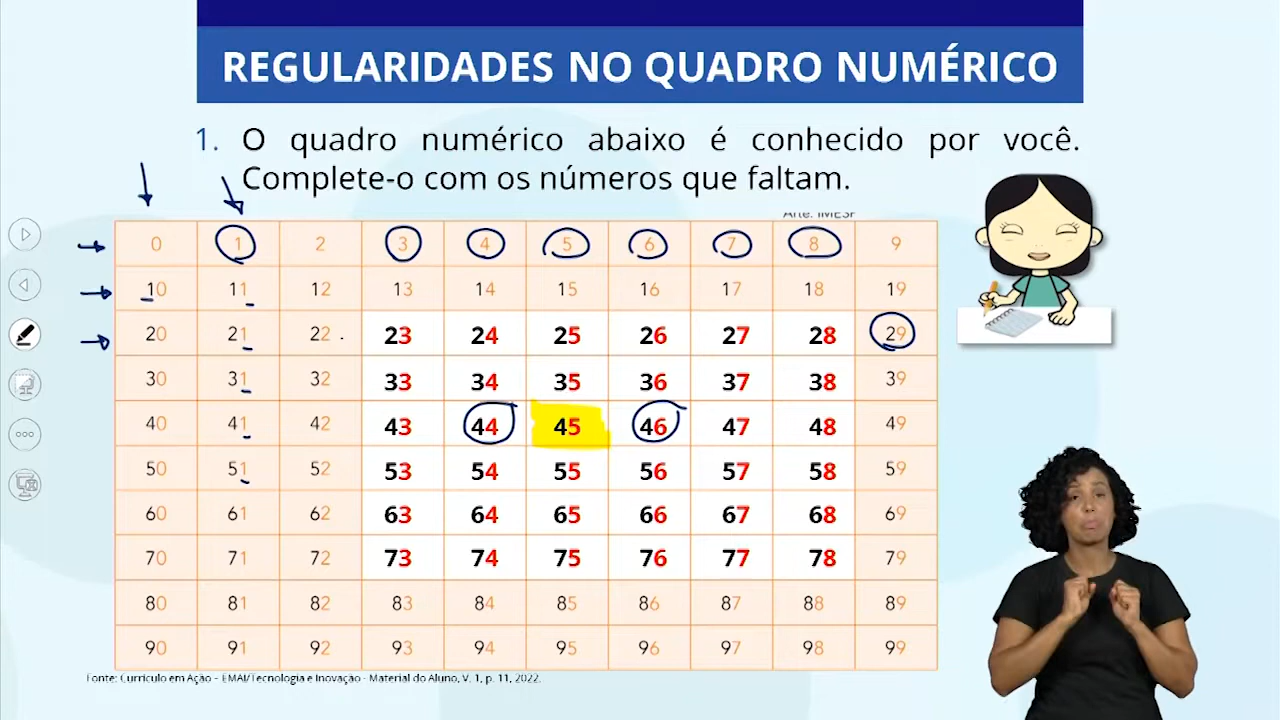 REGULARIDADES NO QUADRO NUMÉRICO
1. O quadro numérico abaixo é conhecido por você.
Complete-o com os números que faltam.
Arte: IMESP
0 1 2 3 4 5 6 7 8 9
10 11 12 13 14 15 16 17 18 19
20 21 22 23 24 25 26 27 28 29
30 31 32 33 34 35 36 37 38 39
40 41 42 43 44 45 46 47 48 49
50 51 52 53 54 55 56 57 58 59
60 61 62 63 64 65 66 67 68 69
70 71 72 73 74 75 76 77 78 79
80 81 82 83 84 85 86 87 88 89
90 91 92 93 94 95 96 97 98 99
Fonte: Currículo em Ação – EMAI/Tecnologia e Inovação - Material do Aluno, V. 1, p. 11, 2022.